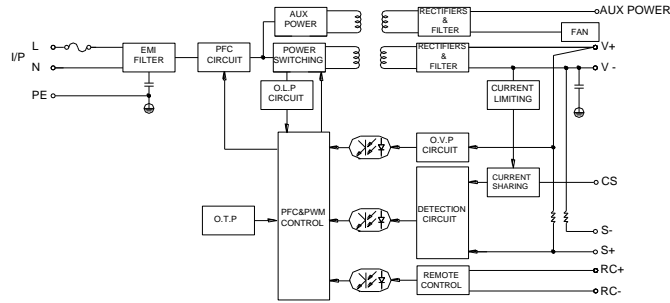 AUX POWER
RECTIFIERS & FILTER
AUX POWER
FAN
I/P
L
N
PE
EMI FILTER
PFC CIRCUIT
POWER SWITCHING
RECTIFIERS & FILTER
V+
V -
O.L.P CIRCUIT
CURRENT LIMITING
O.V.P CIRCUIT
PFC&PWM CONTROL
CURRENT SHARING
CS
O.T.P
DETECTION CIRCUIT
S-
S+
REMOTE CONTROL
RC+
RC-